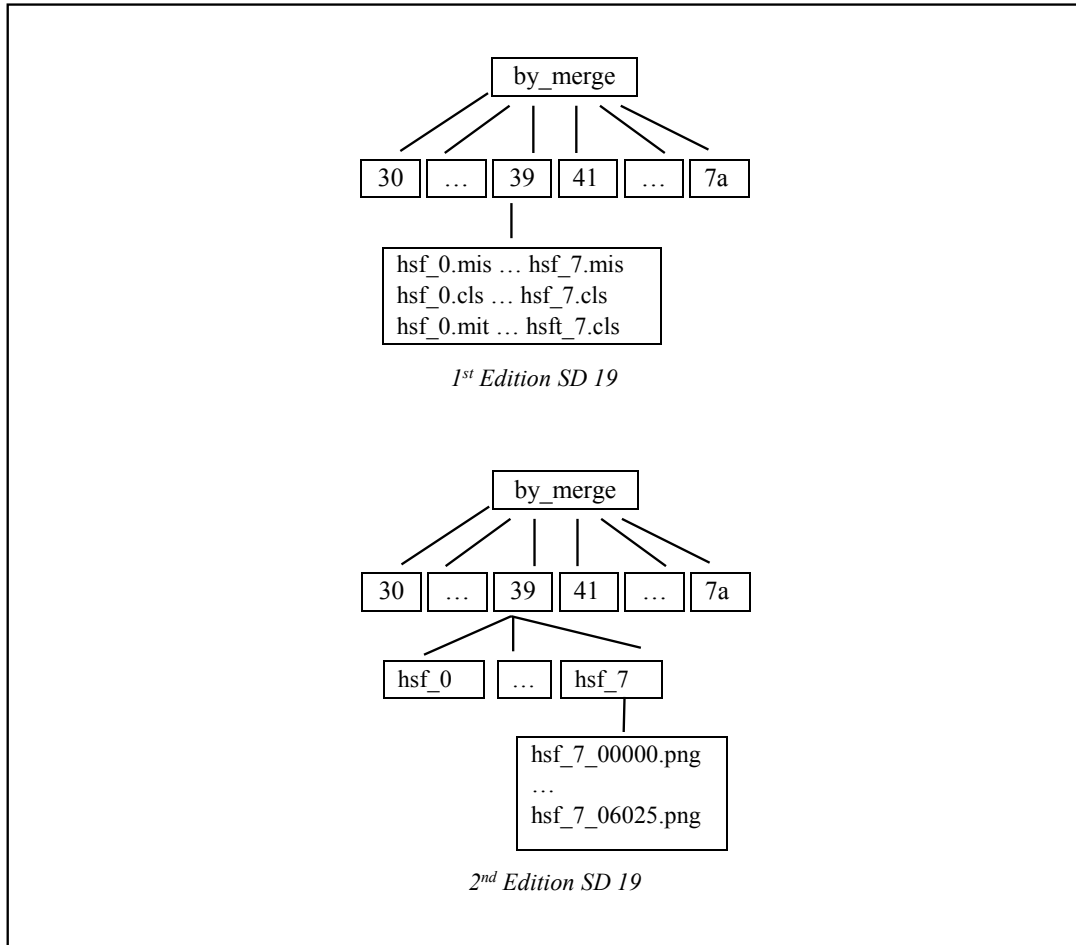 by_merge
30 … 39 41 … 7a
hsf_0.mis … hsf_7.mis
hsf_0.cls … hsf_7.cls
hsf_0.mit … hsft_7.cls
1st Edition SD 19
by_merge
30 … 39 41 … 7a
hsf_0 … hsf_7
hsf_7_00000.png
…
hsf_7_06025.png
2nd Edition SD 19